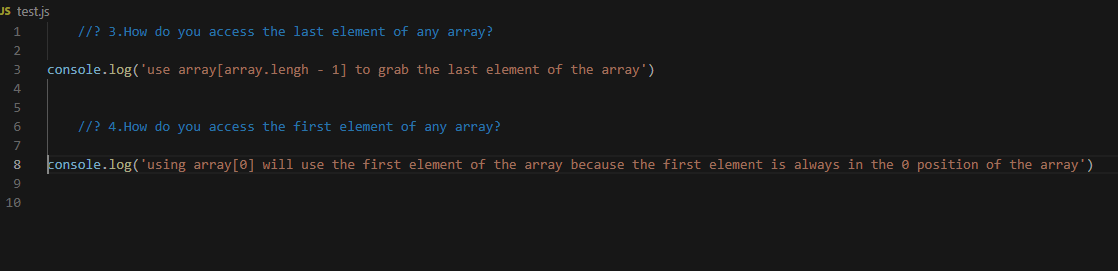 JS test.js
1 //? 3.How do you access the last element of any array?
2
3 console.log('use array[array.lengh - 1] to grab the last element of the array')
4
5
6 //? 4.How do you access the first element of any array?
7
8 console.log('using array[0] will use the first element of the array because the first element is always in the 0 position of the array')
9
10